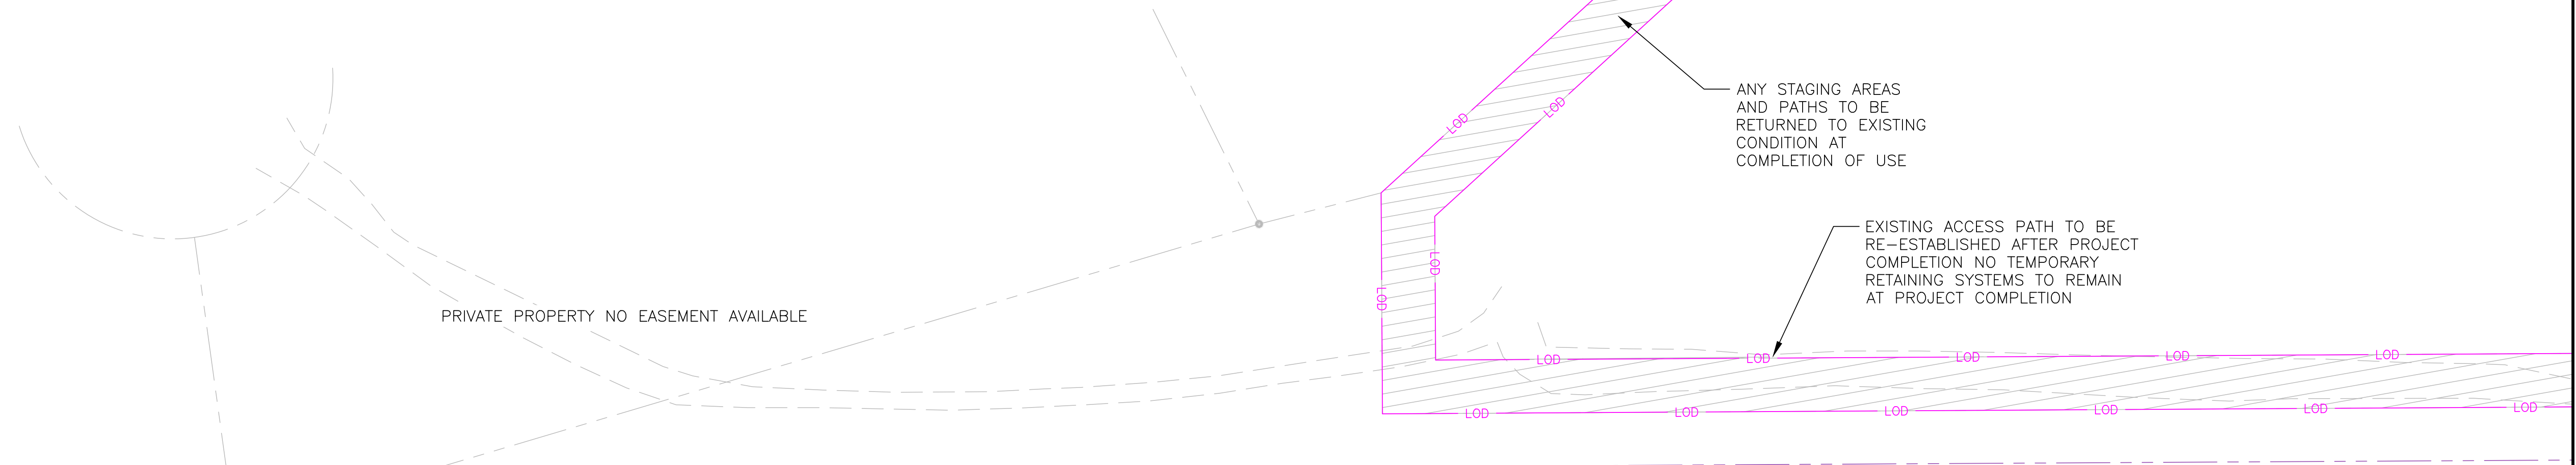 ANY STAGING AREAS
AND PATHS TO BE
RETURNED TO EXISTING
CONDITION AT
COMPLETION OF USE
LOD
LOD
EXISTING ACCESS PATH TO BE
RE-ESTABLISHED AFTER PROJECT
COMPLETION NO TEMPORARY
RETAINING SYSTEMS TO REMAIN
AT PROJECT COMPLETION
LOD
LOD
PRIVATE PROPERTY NO EASEMENT AVAILABLE
LOD
LOD
LOD
LOD
LOD
LOD
LOD
LOD
LOD
LOD
LOD